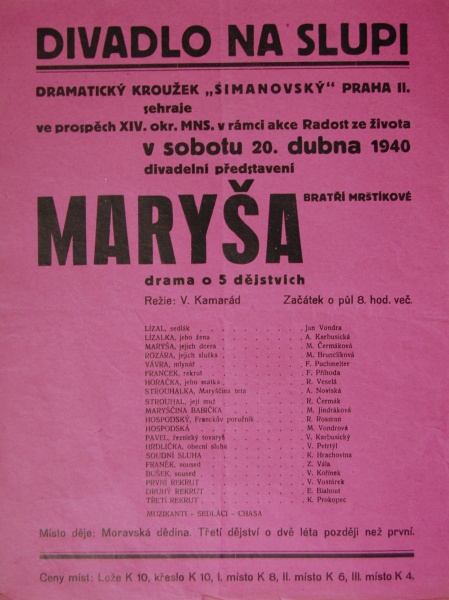 DIVADLO NA SLUPI
DRAMATICKÝ KROUŽEK „ŠIMANOVSKÝ" PRAHA II.
sehraje
ve prospěch XIV. okr. MNS. v rámci akce Radost ze života
v sobotu 20. dubna 1940
divadelní představení
BRATŘI MRŠTÍKOVÉ
MARYŠA
drama o 5 dějstvích
Režie: V. Kamarád Začátek o půl 8. hod. več.
LÍZAL, sedlák . . . Jan Vondra
LÍZALKA, jeho žena . . . A. Karbusická
MARYŠA, jejich dcera . . . M. Čermáková
ROZÁRA, jejich služka . . . M. Hrunčíková
VÁVRA, mlynář . . . F. Puchmelter
FRANCEK, rekrut . . . F. Příhoda
HORAČKA, jeho matka . . . R. Veselá
STROUHALKA, Maryščina teta . . . A. Novotská
STROUHAL, její muž . . . R. Čermák
MARYŠČINA BABIČKA . . . M. Jindráková
HOSPODSKÝ, Franckův poručník . . . R. Rosman
HOSPODSKÁ . . . M. Vondrová
PAVEL, řeznický tovaryš . . . V. Karbusický
HRDLIČKA, obecní sluha . . . V. Petrtýl
SOUDNÍ SLUHA . . . K. Hrachovina
FRANĚK, soused . . . Z. Vála
BUŠEK, soused . . . V. Kořínek
PRVNÍ REKRUT . . . V. Vostárek
DRUHÝ REKRUT . . . E. Blahout
TŘETÍ REKRUT . . . K. Prokopec
MUZIKANTI - SEDLÁCI - CHASA
Místo děje: Moravská dědina. Třetí dějství o dvě léta později než první.
Ceny míst: Lože K 10, křeslo K 10, I. místo K 8, II. místo K 6, III. místo K 4.